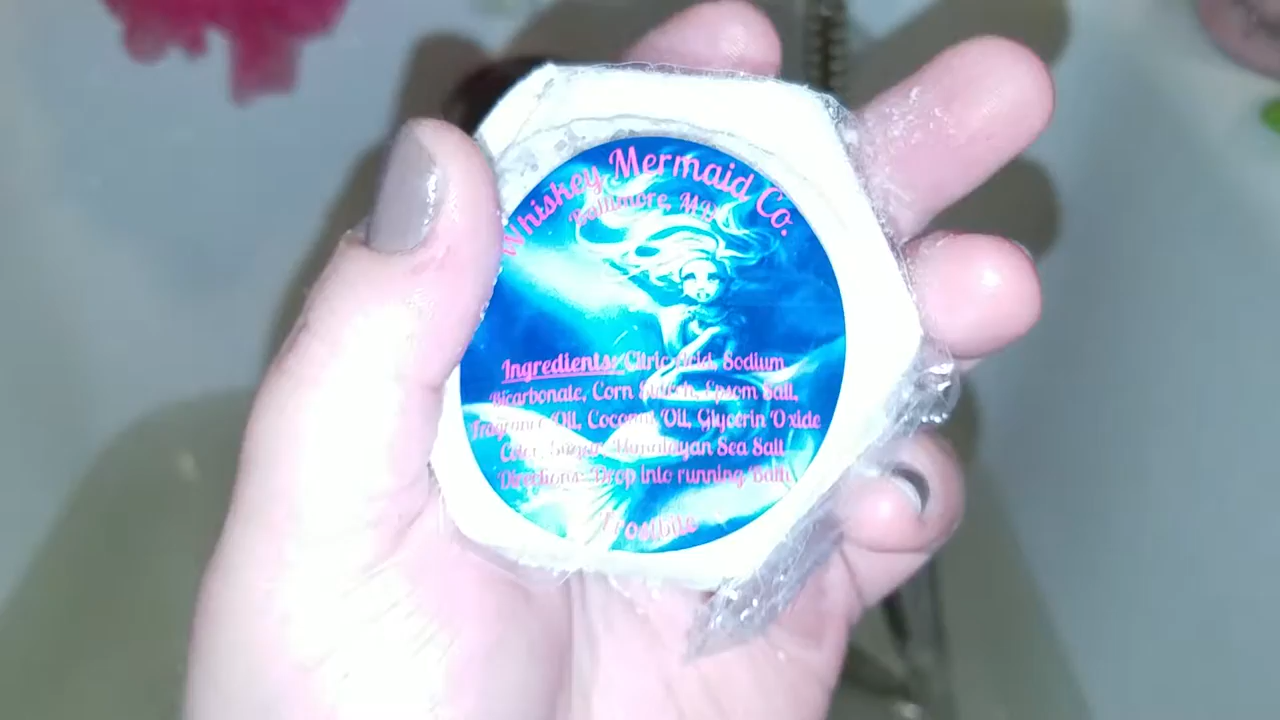 Whiskey Mermaid Co.
Baltimore, MD
Ingredients: Citric Acid, Sodium
Bicarbonate, Corn Starch, Epsom Salt,
Fragrance Oil, Coconut Oil, Glycerin Oxide
Color, Sugar, Himalayan Sea Salt
Directions: Drop into running Bath
Frostbite